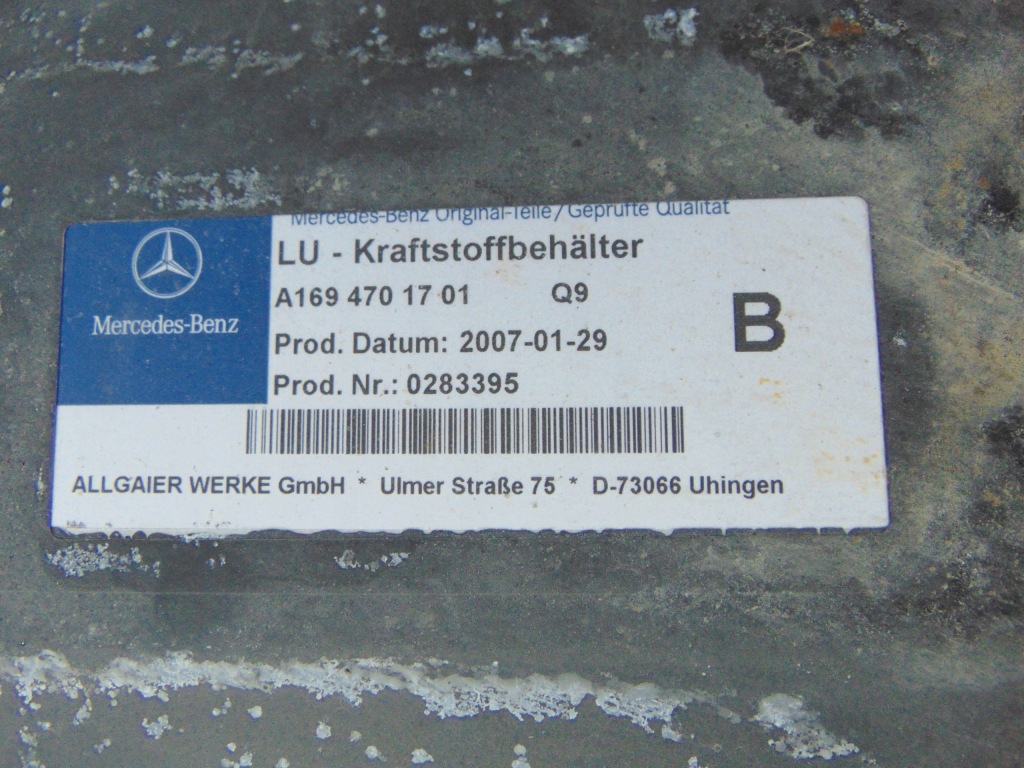 Mercedes-Benz Original-Teile/Geprüfte Qualität
LU - Kraftstoffbehälter
A169 470 17 01 Q9
Mercedes-Benz
B
Prod. Datum: 2007-01-29
Prod. Nr.: 0283395
ALLGAIER WERKE GmbH * Ulmer Straße 75 * D-73066 Uhingen